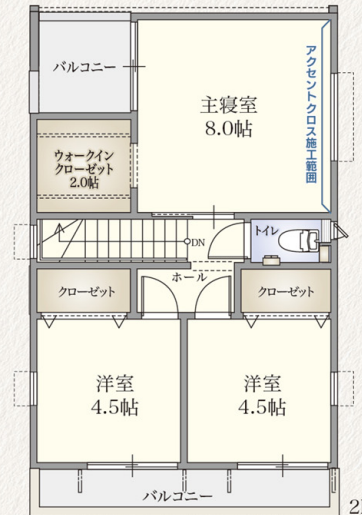 バルコニー
主寝室
8.0帖
アクセントクロス施工範囲
ウォークイン
クローゼット
2.0帖
DN
トイレ
ホール
クローゼット
クローゼット
洋室
4.5帖
洋室
4.5帖
バルコニー